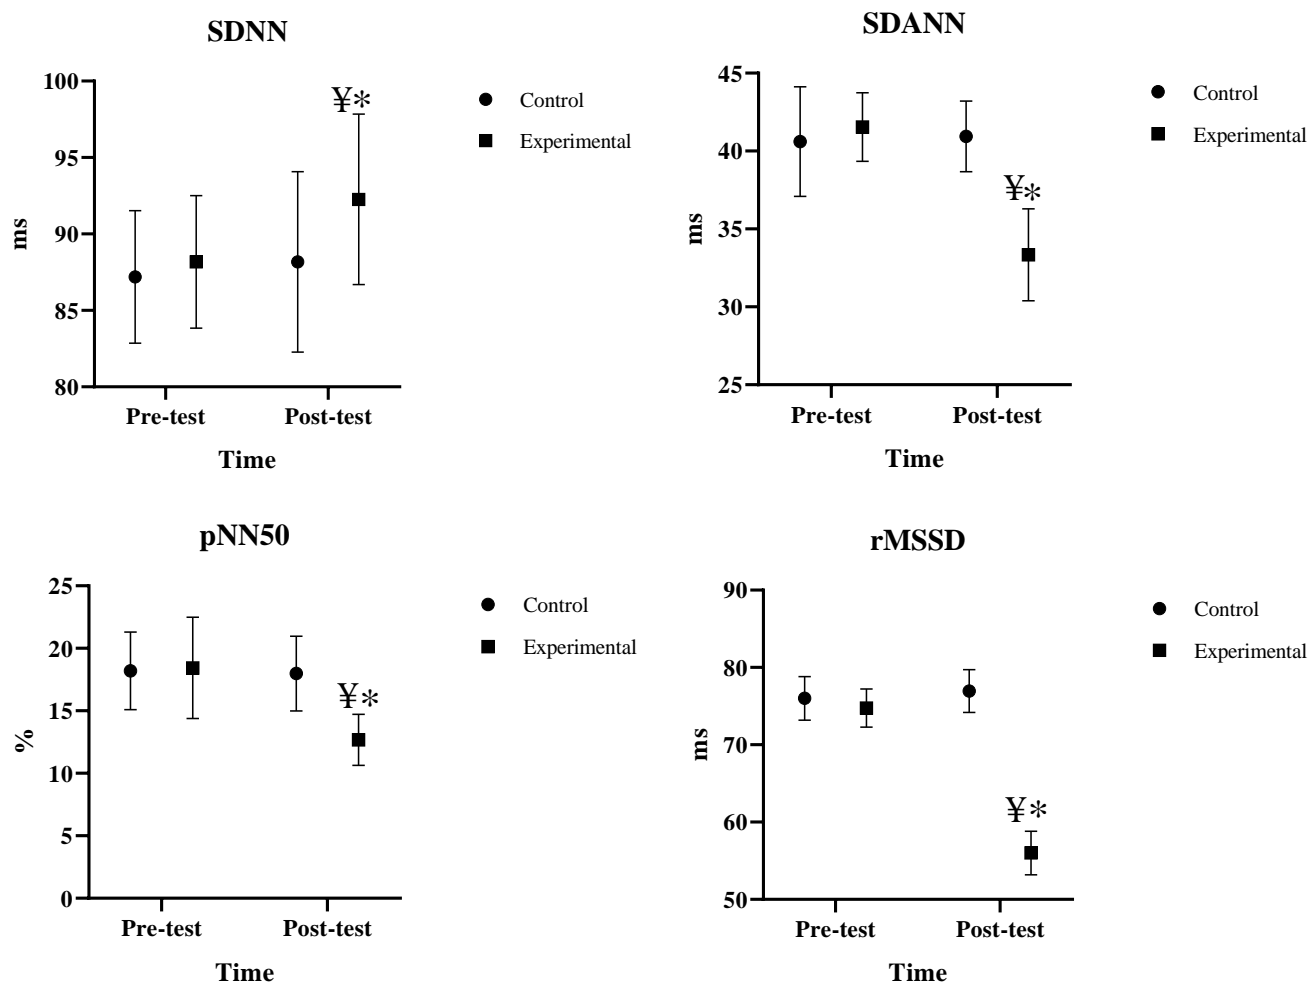 SDNN
100
95
90
85
80
ms
¥*
Control
Experimental
Pre-test
Post-test
Time
SDANN
45
40
35
30
25
ms
¥*
Control
Experimental
Pre-test
Post-test
Time
pNN50
25
20
15
10
5
0
%
¥*
Control
Experimental
Pre-test
Post-test
Time
rMSSD
90
80
70
60
50
ms
¥*
Control
Experimental
Pre-test
Post-test
Time